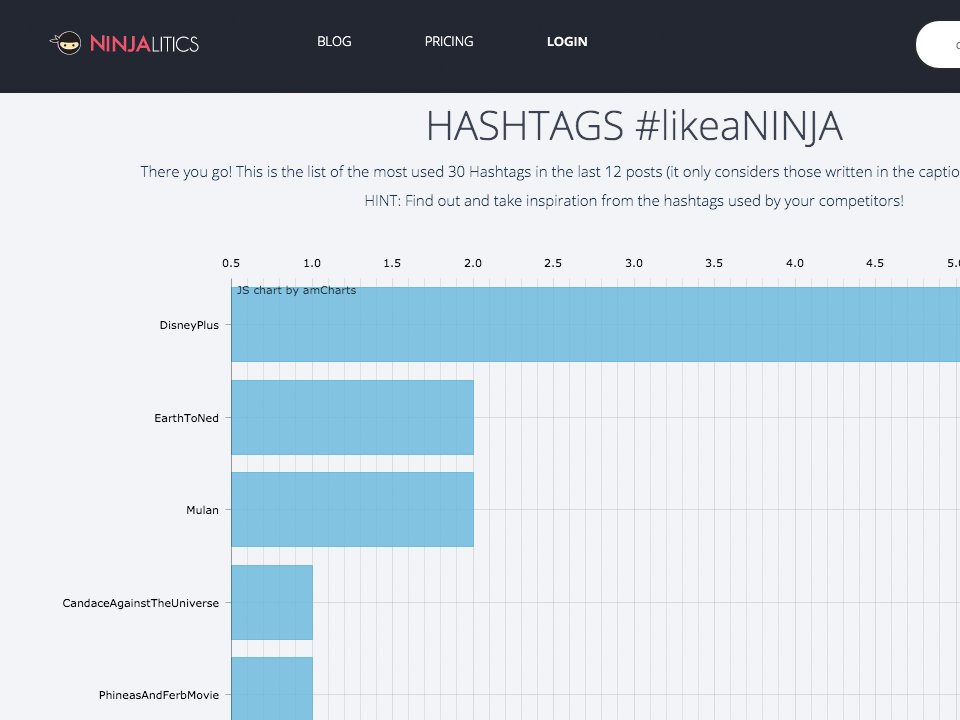 NINJALITICS
BLOG
PRICING
LOGIN
HASHTAGS #likeaNINJA
There you go! This is the list of the most used 30 Hashtags in the last 12 posts (it only considers those written in the
HINT: Find out and take inspiration from the hashtags used by your competitors!
0.5 1.0 1.5 2.0 2.5 3.0 3.5 4.0 4.5
JS chart by amCharts
DisneyPlus
EarthToNed
Mulan
CandaceAgainstTheUniverse
PhineasAndFerbMovie